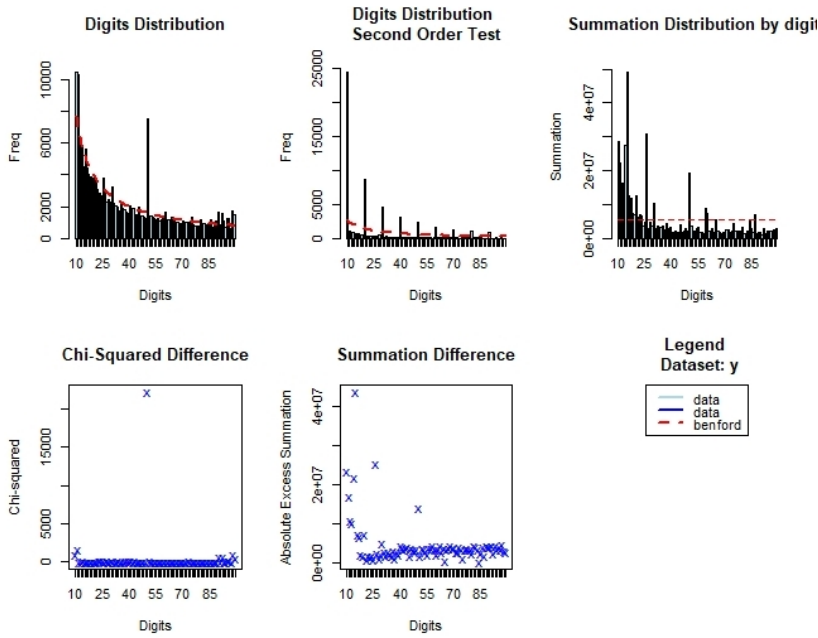 Digits Distribution
Freq
10000
6000
2000
0
10 25 40 55 70 85
Digits
Digits Distribution
Second Order Test
Freq
25000
15000
5000
0
10 25 40 55 70 85
Digits
Summation Distribution by digit
Summation
4e+07
2e+07
0e+00
10 25 40 55 70 85
Digits
Chi-Squared Difference
Chi-squared
15000
5000
0
10 25 40 55 70 85
Digits
Summation Difference
Absolute Excess Summation
4e+07
2e+07
0e+00
10 25 40 55 70 85
Digits
Legend
Dataset: y
data
data
benford